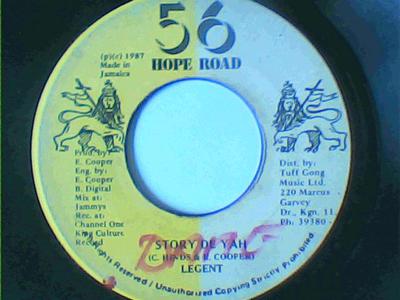 56
HOPE ROAD
(p)(c) 1987
Made in
Jamaica
Prod. by:
E. Cooper
Eng. by:
E. Cooper
B. Digital
Mix at:
Jammys
Rec. at:
Channel One
King Culture
Record
Dist. by:
Tuff Gong
Music Ltd.
220 Marcus
Garvey
Dr., Kgn. 11.
Ph. 39380
STORY DE YAH
(C. HINDS & E. COOPER)
LEGENT
Rights Reserved / Unauthorized Copying Strictly Prohibited